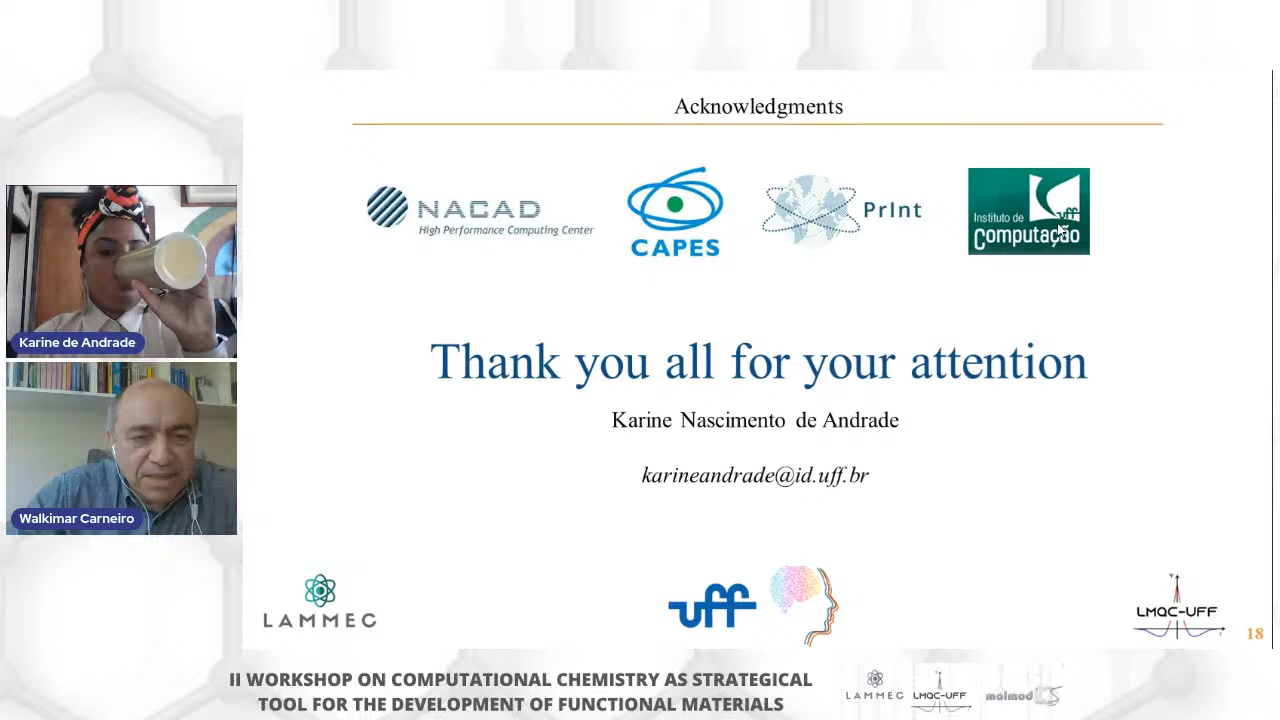 Acknowledgments
NACAD
High Performance Computing Center
CAPES
PrInt
Instituto de
uff
Computação
Karine de Andrade
Thank you all for your attention
Karine Nascimento de Andrade
karineandrade@id.uff.br
Walkimar Carneiro
LAMMEC
uff
LMQC-UFF
18
II WORKSHOP ON COMPUTATIONAL CHEMISTRY AS STRATEGICAL
TOOL FOR THE DEVELOPMENT OF FUNCTIONAL MATERIALS
LAMMEC
LMQC-UFF
molmod